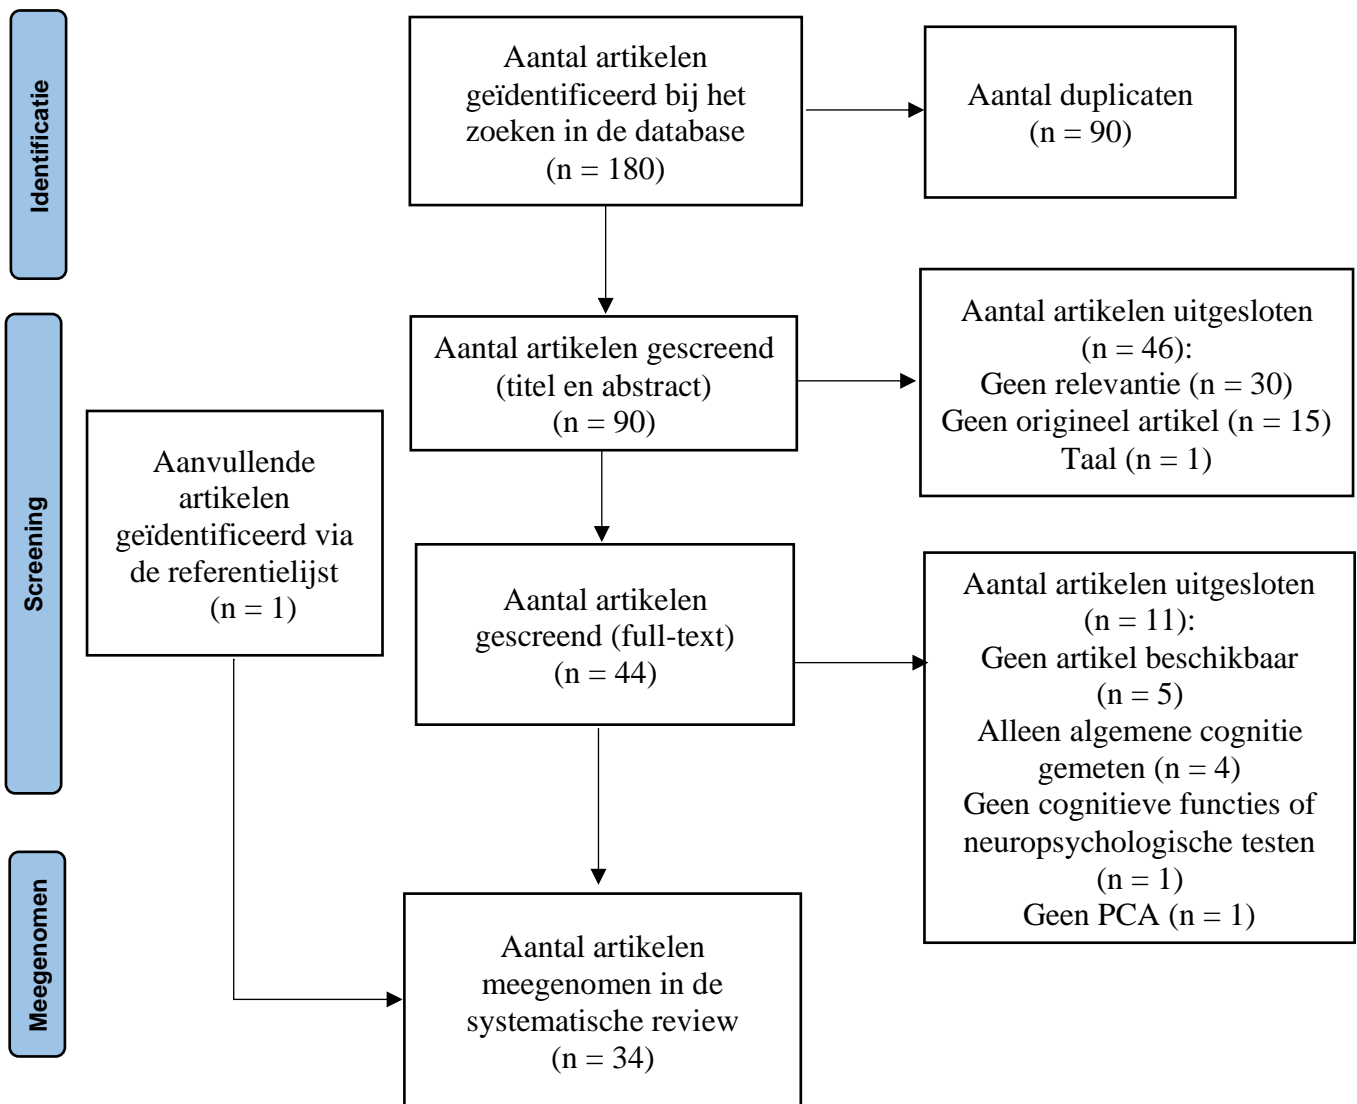 Identificatie
Aantal artikelen
geïdentificeerd bij het
zoeken in de database
(n = 180)
Aantal duplicaten
(n = 90)
Screening
Aantal artikelen gescreend
(titel en abstract)
(n = 90)
Aantal artikelen uitgesloten
(n = 46):
Geen relevantie (n = 30)
Geen origineel artikel (n = 15)
Taal (n = 1)
Aanvullende
artikelen
geïdentificeerd via
de referentielijst
(n = 1)
Aantal artikelen
gescreend (full-text)
(n = 44)
Aantal artikelen uitgesloten
(n = 11):
Geen artikel beschikbaar
(n = 5)
Alleen algemene cognitie
gemeten (n = 4)
Geen cognitieve functies of
neuropsychologische testen
(n = 1)
Geen PCA (n = 1)
Meegenomen
Aantal artikelen
meegenomen in de
systematische review
(n = 34)